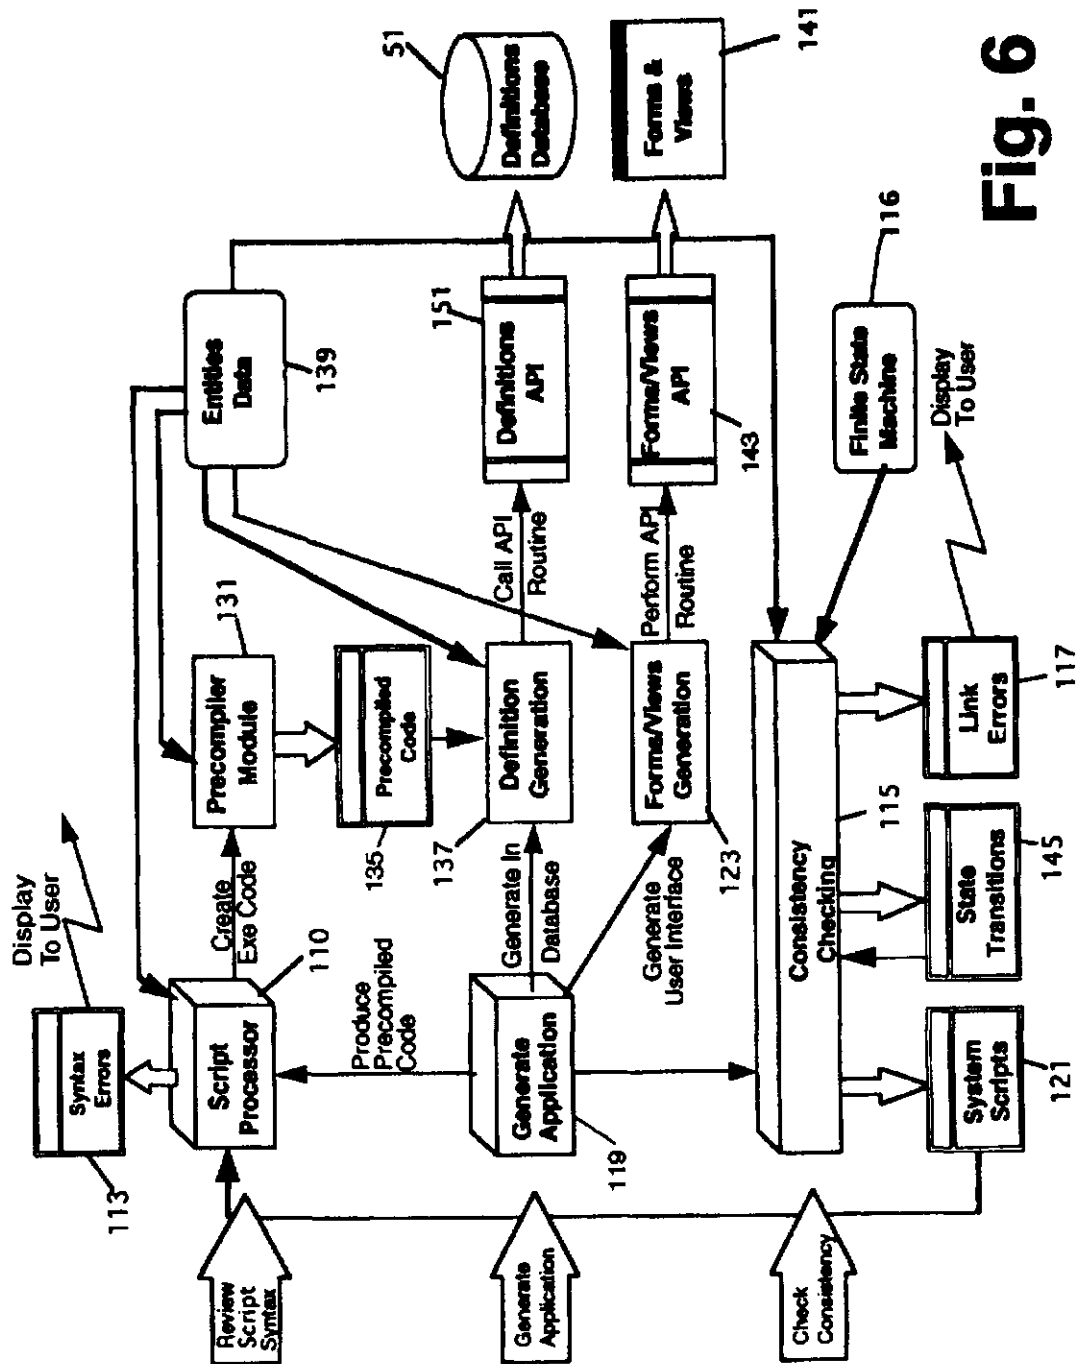 Display
To User
51
Syntax
Errors
113
Script
Processor
110
Create
Exe Code
Precompiler
Module
131
Entities
Data
139
Definitions
Database
Review
Script
Syntax
Produce
Precompiled
Code
Precompiled
Code
135
Definitions
API
151
Call API
Routine
Definition
Generation
137
Generate In
Database
Generate
Application
119
Generate
Application
Generate
User Interface
Forms/Views
Generation
123
Perform API
Routine
Forms/Views
API
143
Forms &
Views
141
Check
Consistency
Consistency
Checking
115
Finite State
Machine
116
System
Scripts
121
State
Transitions
145
Link
Errors
117
Display
To User
Fig. 6